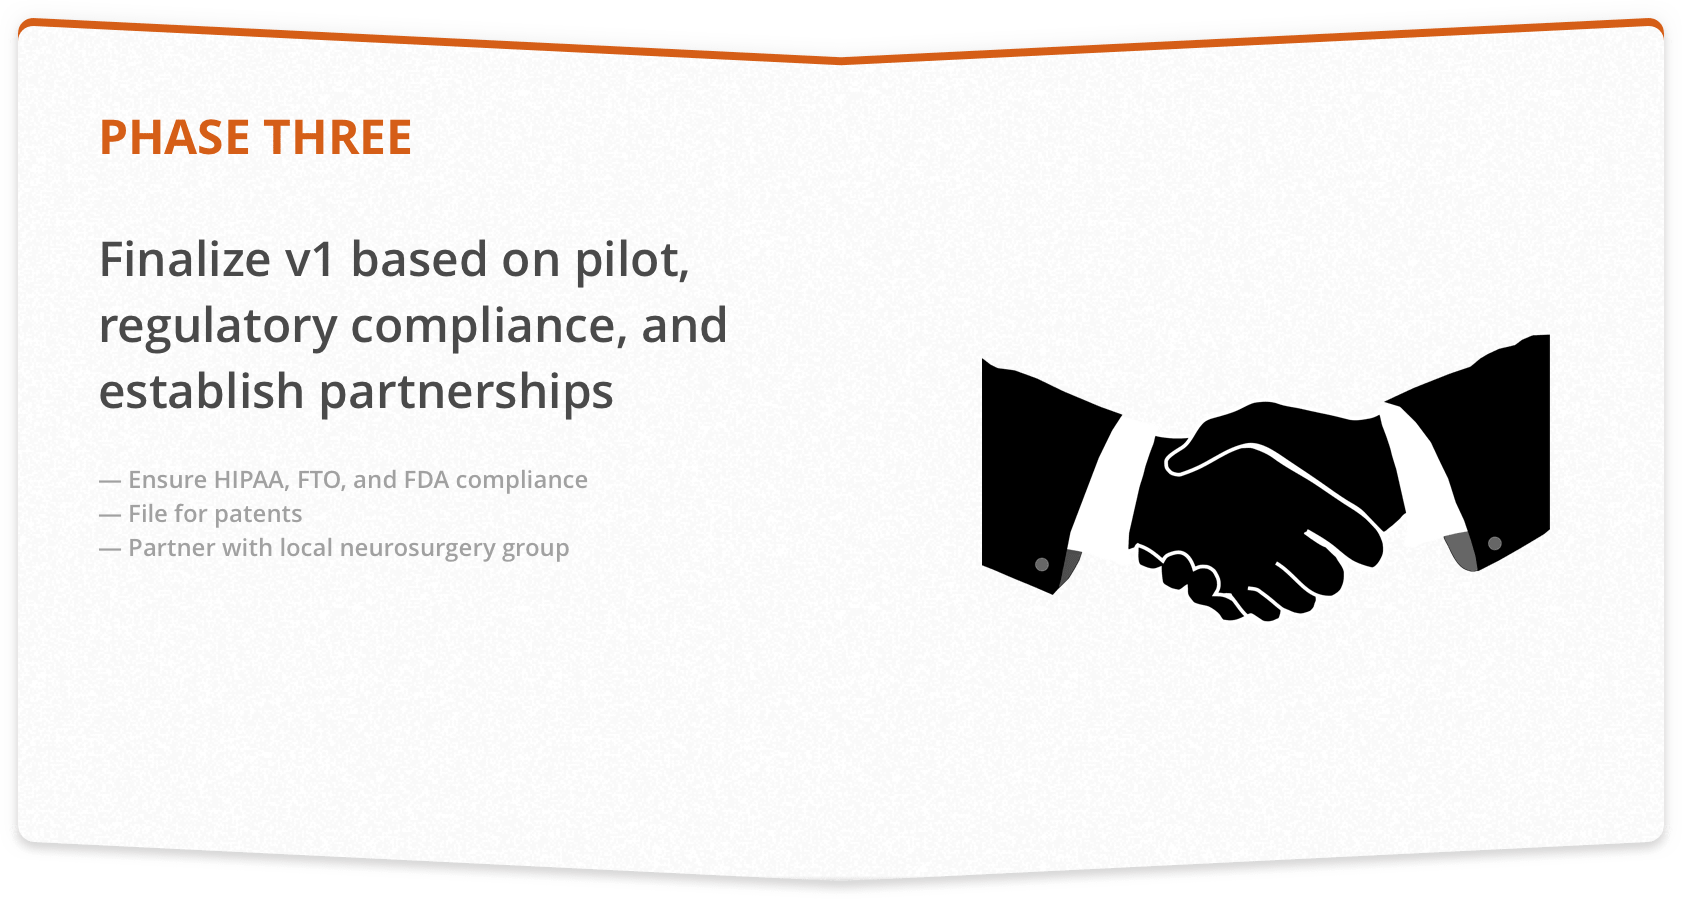 PHASE THREE
Finalize v1 based on pilot,
regulatory compliance, and
establish partnerships
— Ensure HIPAA, FTO, and FDA compliance
— File for patents
— Partner with local neurosurgery group